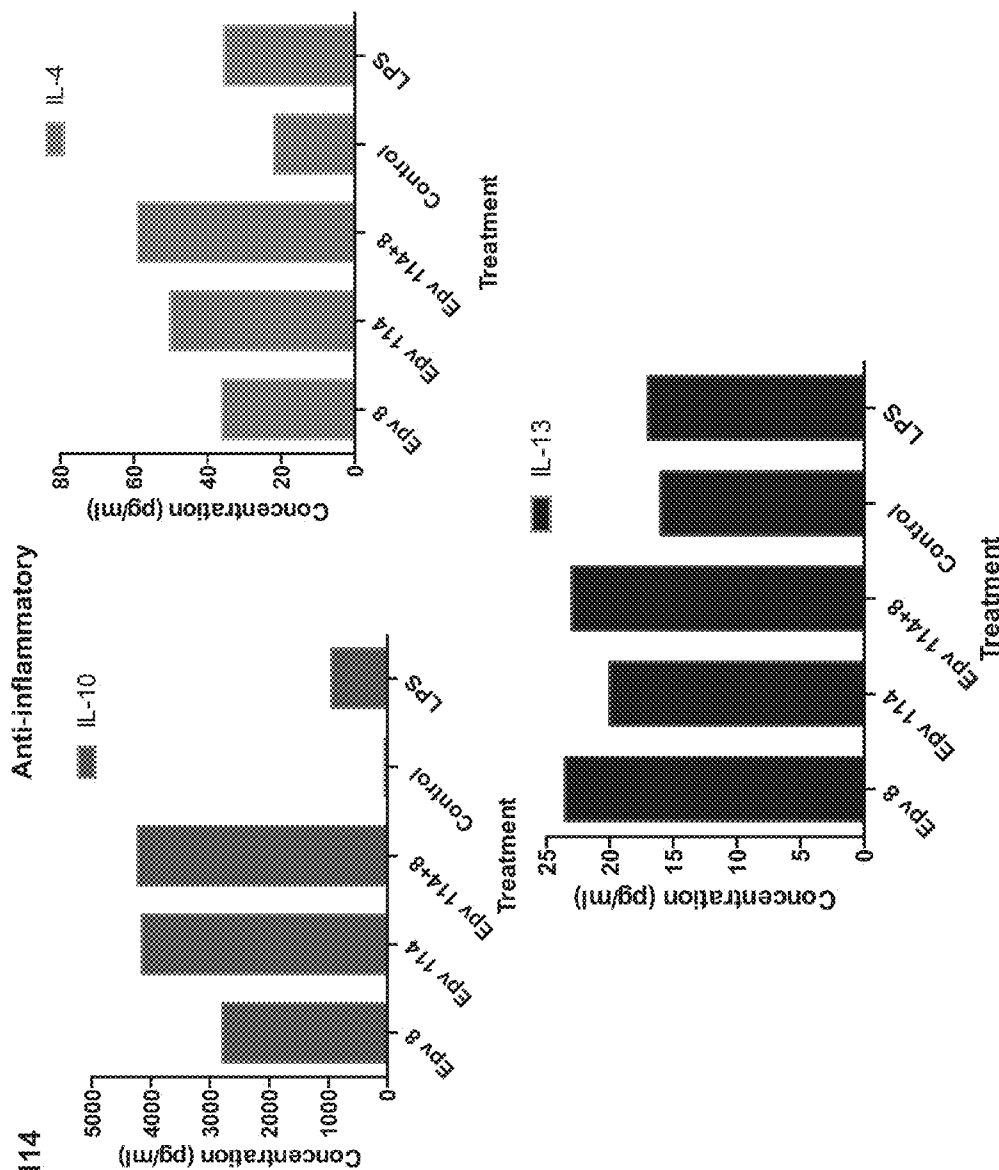 I14
Anti-inflammatory
IL-10
Concentration (pg/ml)
5000
4000
3000
2000
1000
0
Epv 8
Epv 114
Epv 114+8
Control
LPS
Treatment
IL-4
Concentration (pg/ml)
80
60
40
20
0
Epv 8
Epv 114
Epv 114+8
Control
LPS
Treatment
IL-13
Concentration (pg/ml)
25
20
15
10
5
0
Epv 8
Epv 114
Epv 114+8
Control
LPS
Treatment